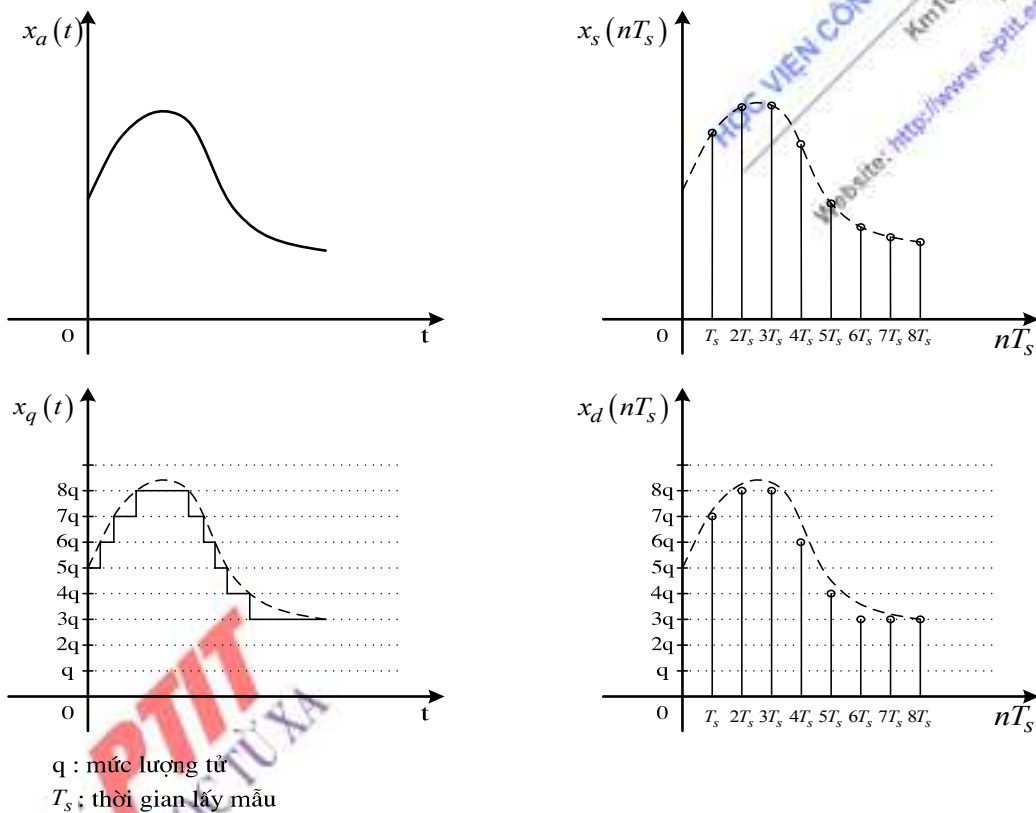 x_a(t)
0
t
x_s(nT_s)
0 T_s 2T_s 3T_s 4T_s 5T_s 6T_s 7T_s 8T_s
nT_s
x_q(t)
8q
7q
6q
5q
4q
3q
2q
q
0
t
x_d(nT_s)
8q
7q
6q
5q
4q
3q
2q
q
0 T_s 2T_s 3T_s 4T_s 5T_s 6T_s 7T_s 8T_s
nT_s
q : mức lượng tử
T_s : thời gian lấy mẫu
HỌC VIỆN CÔN
Km10
Website: http://www.e-ptit.e
PTIT
TỪ XA